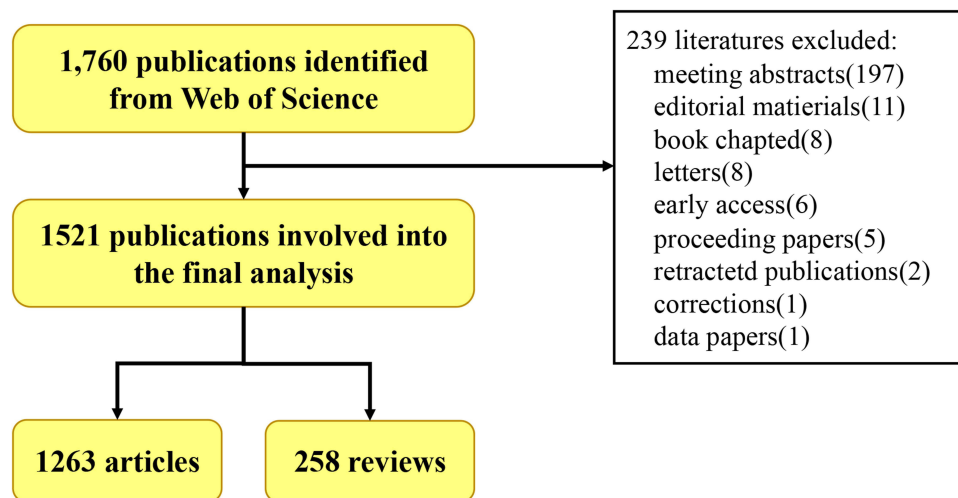 1,760 publications identified
from Web of Science
239 literatures excluded:
meeting abstracts(197)
editorial matierials(11)
book chapted(8)
letters(8)
early access(6)
proceeding papers(5)
retractetd publications(2)
corrections(1)
data papers(1)
1521 publications involved into
the final analysis
1263 articles
258 reviews